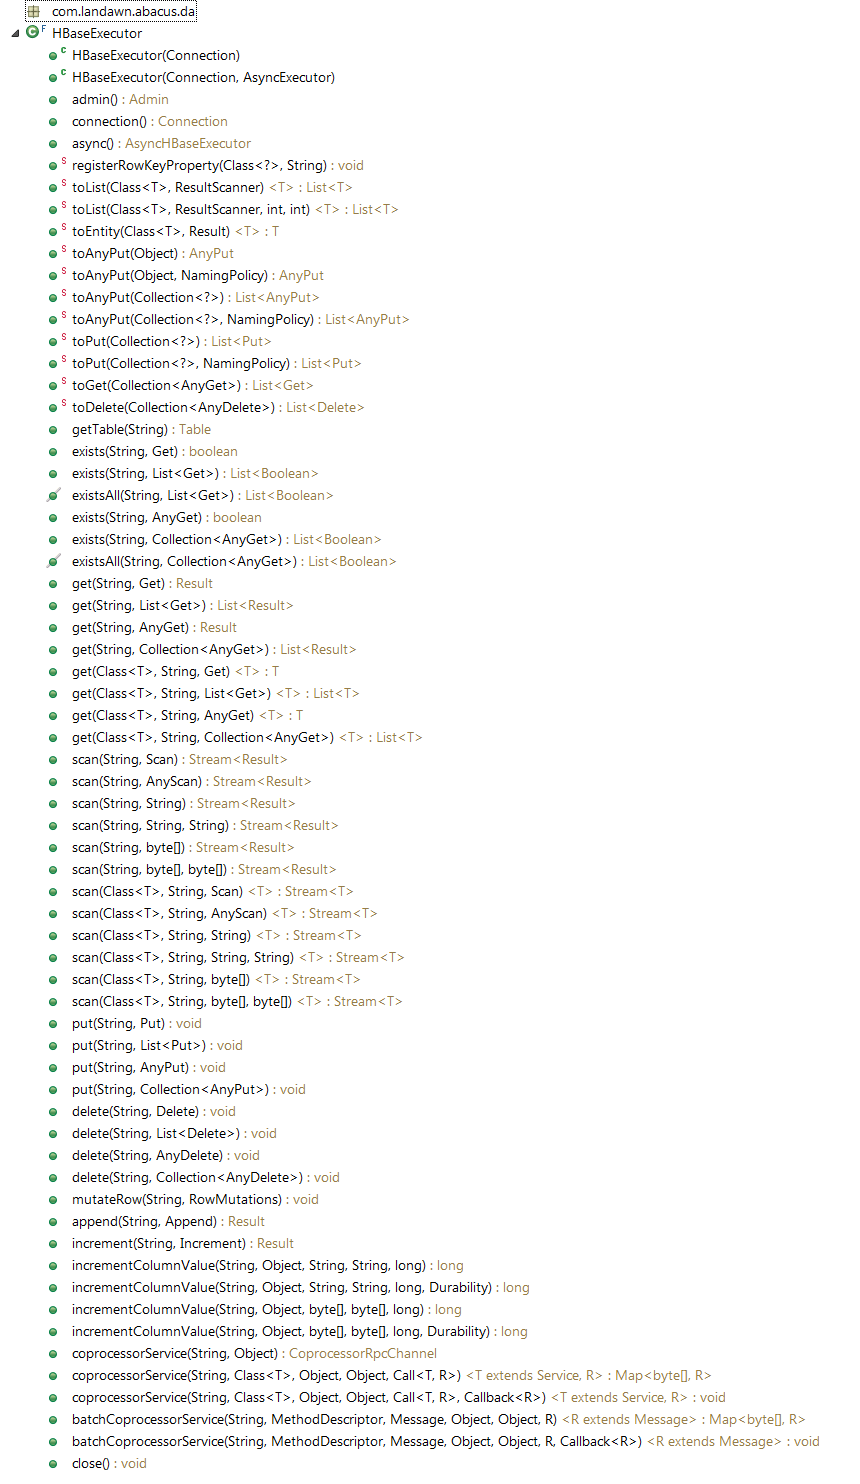 com.landawn.abacus.da
F HBaseExecutor
C HBaseExecutor(Connection)
C HBaseExecutor(Connection, AsyncExecutor)
admin() : Admin
connection() : Connection
async() : AsyncHBaseExecutor
S registerRowKeyProperty(Class<?>, String) : void
S toList(Class<T>, ResultScanner) <T> : List<T>
S toList(Class<T>, ResultScanner, int, int) <T> : List<T>
S toEntity(Class<T>, Result) <T> : T
S toAnyPut(Object) : AnyPut
S toAnyPut(Object, NamingPolicy) : AnyPut
S toAnyPut(Collection<?>) : List<AnyPut>
S toAnyPut(Collection<?>, NamingPolicy) : List<AnyPut>
S toPut(Collection<?>) : List<Put>
S toPut(Collection<?>, NamingPolicy) : List<Put>
S toGet(Collection<AnyGet>) : List<Get>
S toDelete(Collection<AnyDelete>) : List<Delete>
getTable(String) : Table
exists(String, Get) : boolean
exists(String, List<Get>) : List<Boolean>
existsAll(String, List<Get>) : List<Boolean>
exists(String, AnyGet) : boolean
exists(String, Collection<AnyGet>) : List<Boolean>
existsAll(String, Collection<AnyGet>) : List<Boolean>
get(String, Get) : Result
get(String, List<Get>) : List<Result>
get(String, AnyGet) : Result
get(String, Collection<AnyGet>) : List<Result>
get(Class<T>, String, Get) <T> : T
get(Class<T>, String, List<Get>) <T> : List<T>
get(Class<T>, String, AnyGet) <T> : T
get(Class<T>, String, Collection<AnyGet>) <T> : List<T>
scan(String, Scan) : Stream<Result>
scan(String, AnyScan) : Stream<Result>
scan(String, String) : Stream<Result>
scan(String, String, String) : Stream<Result>
scan(String, byte[]) : Stream<Result>
scan(String, byte[], byte[]) : Stream<Result>
scan(Class<T>, String, Scan) <T> : Stream<T>
scan(Class<T>, String, AnyScan) <T> : Stream<T>
scan(Class<T>, String, String) <T> : Stream<T>
scan(Class<T>, String, String, String) <T> : Stream<T>
scan(Class<T>, String, byte[]) <T> : Stream<T>
scan(Class<T>, String, byte[], byte[]) <T> : Stream<T>
put(String, Put) : void
put(String, List<Put>) : void
put(String, AnyPut) : void
put(String, Collection<AnyPut>) : void
delete(String, Delete) : void
delete(String, List<Delete>) : void
delete(String, AnyDelete) : void
delete(String, Collection<AnyDelete>) : void
mutateRow(String, RowMutations) : void
append(String, Append) : Result
increment(String, Increment) : Result
incrementColumnValue(String, Object, String, String, long) : long
incrementColumnValue(String, Object, String, String, long, Durability) : long
incrementColumnValue(String, Object, byte[], byte[], long) : long
incrementColumnValue(String, Object, byte[], byte[], long, Durability) : long
coprocessorService(String, Object) : CoprocessorRpcChannel
coprocessorService(String, Class<T>, Object, Object, Call<T, R>) <T extends Service, R> : Map<byte[], R>
coprocessorService(String, Class<T>, Object, Object, Call<T, R>, Callback<R>) <T extends Service, R> : void
batchCoprocessorService(String, MethodDescriptor, Message, Object, Object, R) <R extends Message> : Map<byte[], R>
batchCoprocessorService(String, MethodDescriptor, Message, Object, Object, R, Callback<R>) <R extends Message> : void
close() : void